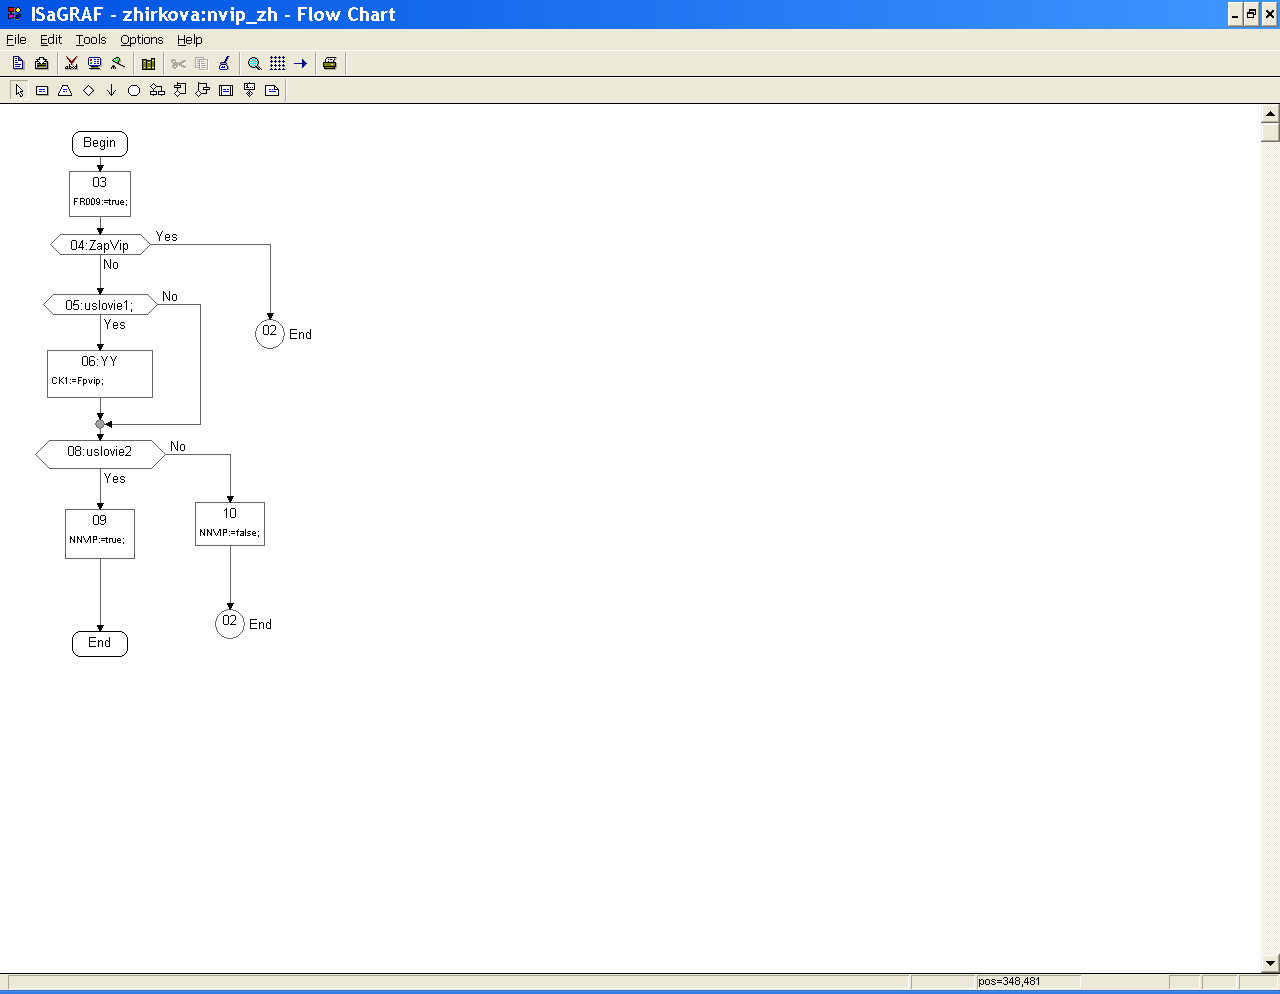 ISaGRAF - zhirkova:nvip_zh - Flow Chart
File Edit Tools Options Help
Begin
03
FR009:=true;
04:ZapVip
Yes
No
05:uslovie1;
No
Yes
02
End
06:YY
CK1:=Fpvip;
08:uslovie2
No
Yes
09
NNVIP:=true;
10
NNVIP:=false;
02
End
End
pos=348,481